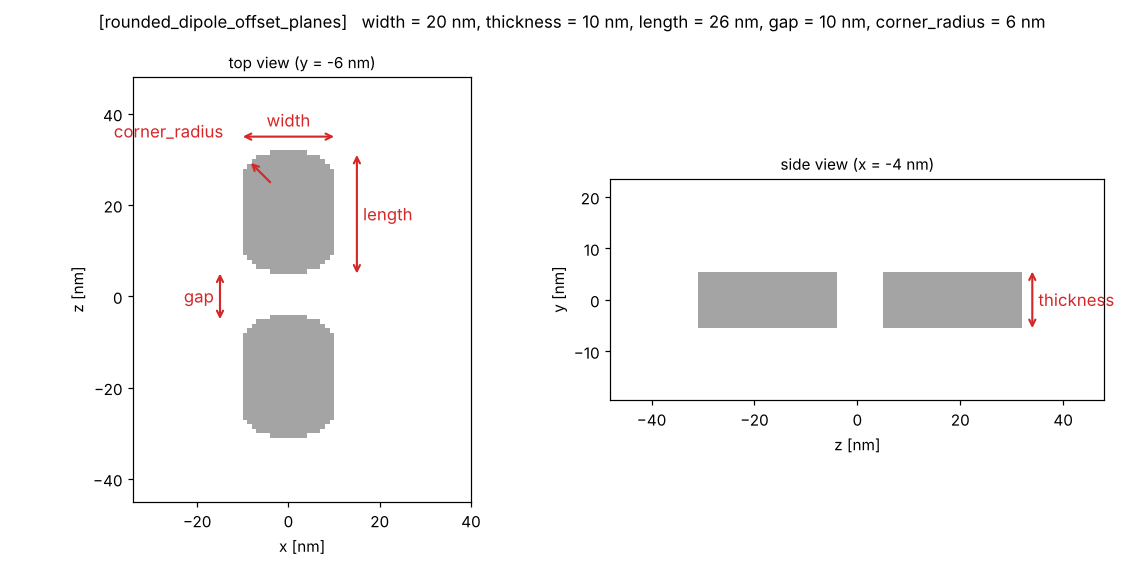 [rounded_dipole_offset_planes]   width = 20 nm, thickness = 10 nm, length = 26 nm, gap = 10 nm, corner_radius = 6 nm
top view (y = -6 nm)
40
20
0
−20
−40
z [nm]
corner_radius
width
length
gap
−20
0
20
40
x [nm]
side view (x = -4 nm)
20
10
0
−10
y [nm]
thickness
−40
−20
0
20
40
z [nm]